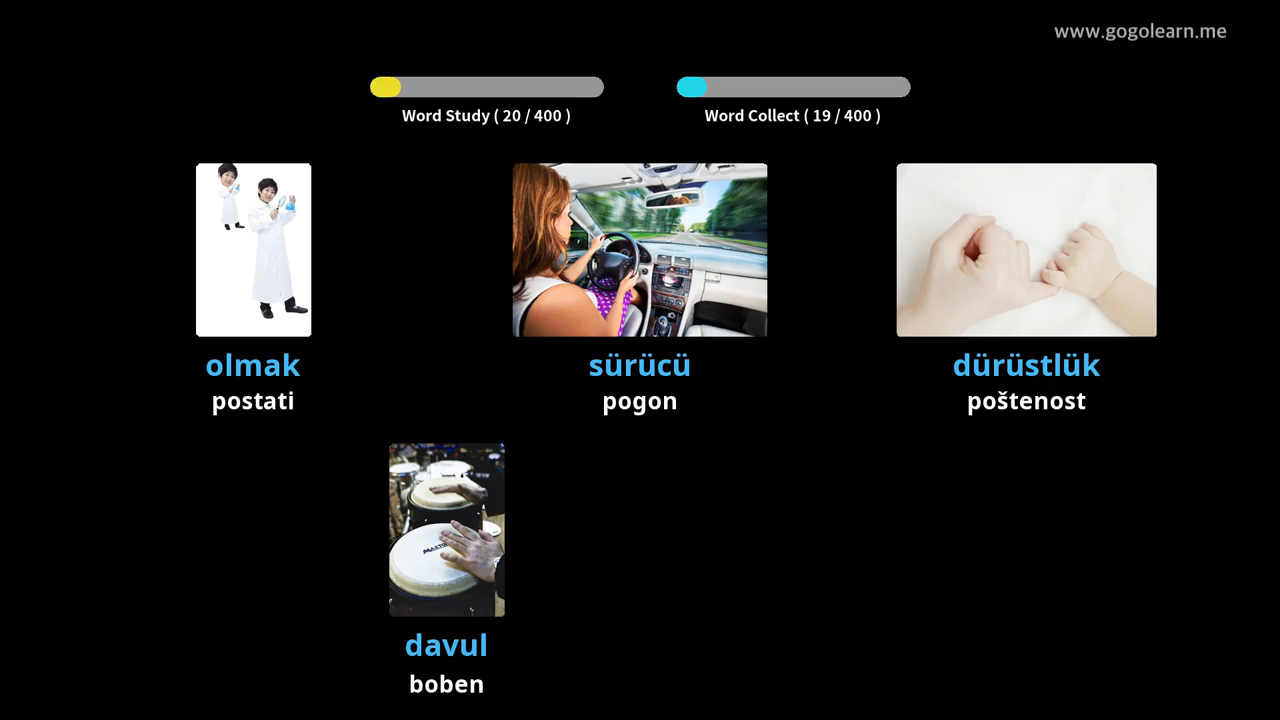 www.gogolearn.me
Word Study ( 20 / 400 )
Word Collect ( 19 / 400 )
olmak
postati
sürücü
pogon
dürüstlük
poštenost
davul
boben